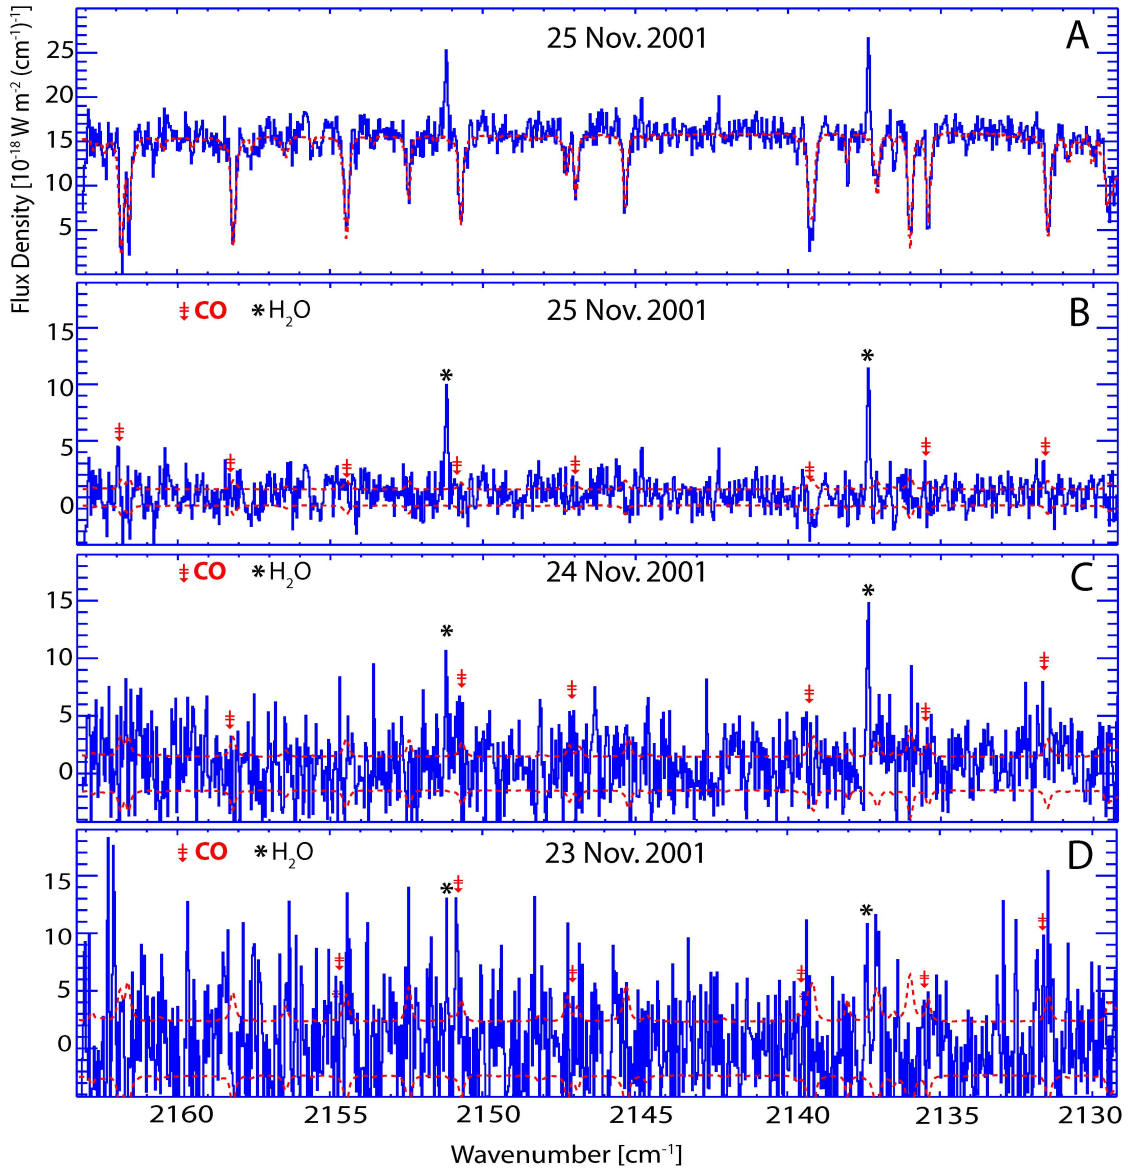 Flux Density [10⁻¹⁸ W m⁻² (cm⁻¹)⁻¹]
25 Nov. 2001
A
25
20
15
10
5
‡CO *H₂O
25 Nov. 2001
B
15
10
5
0
‡CO *H₂O
24 Nov. 2001
C
15
10
5
0
‡CO *H₂O
23 Nov. 2001
D
15
10
5
0
2160 2155 2150 2145 2140 2135 2130
Wavenumber [cm⁻¹]